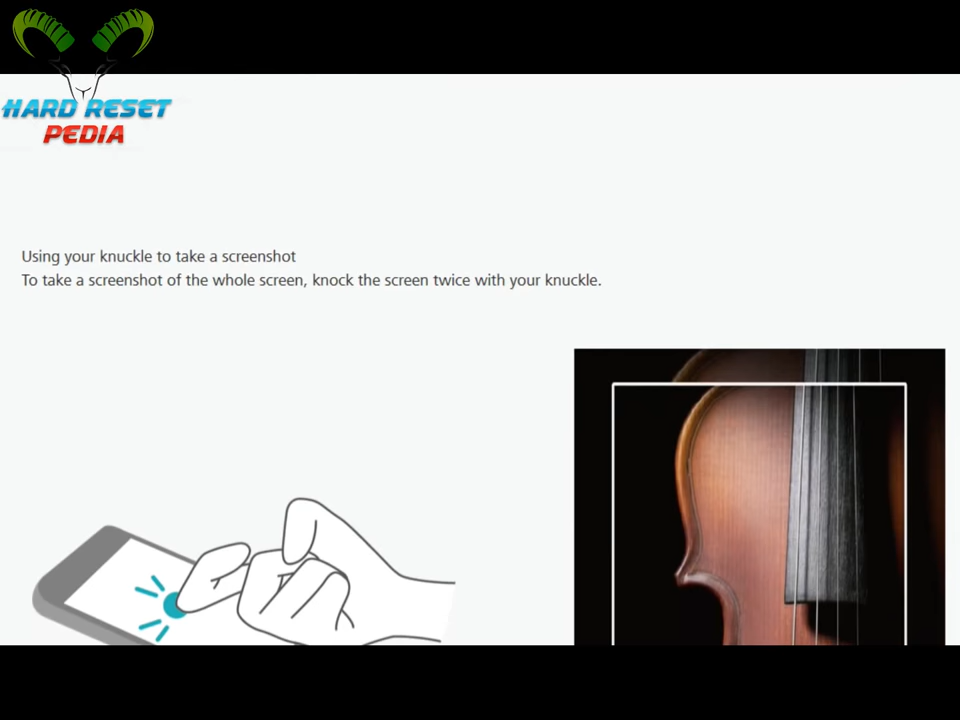 HARD RESET
PEDIA
Using your knuckle to take a screenshot
To take a screenshot of the whole screen, knock the screen twice with your knuckle.